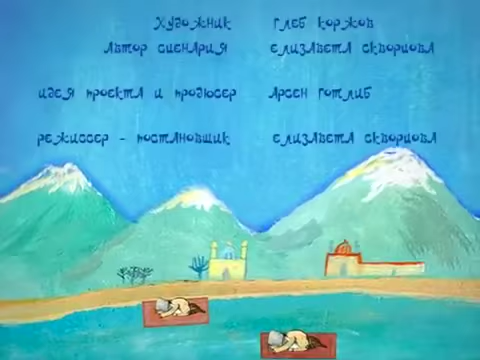 Художник Глеб Коржов
Автор сценария Елизавета Скворцова
Идея проекта и продюсер Арсен Готлиб
Режиссер - постановщик Елизавета Скворцова